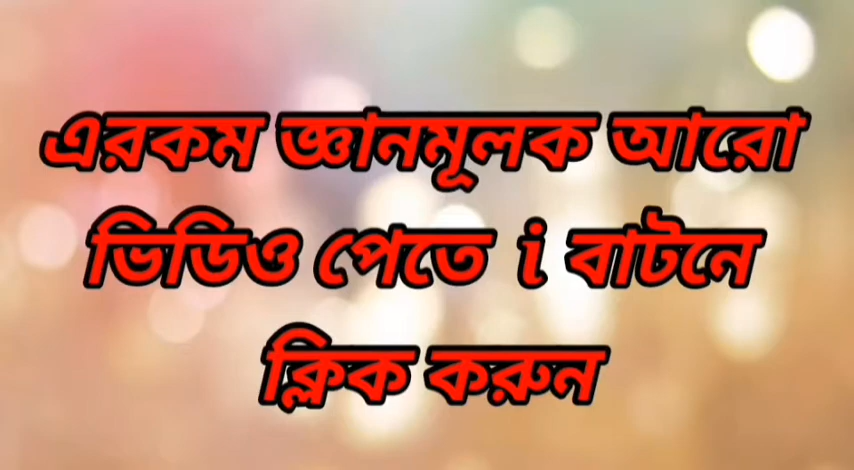 এরকম জ্ঞানমূলক আরো
ভিডিও পেতে i বাটনে
ক্লিক করুন